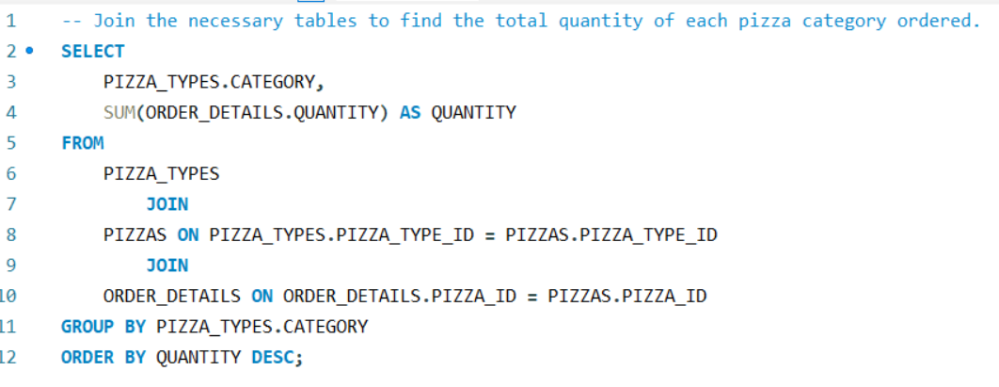 1 -- Join the necessary tables to find the total quantity of each pizza category ordered.
2 SELECT
3 PIZZA_TYPES.CATEGORY,
4 SUM(ORDER_DETAILS.QUANTITY) AS QUANTITY
5 FROM
6 PIZZA_TYPES
7 JOIN
8 PIZZAS ON PIZZA_TYPES.PIZZA_TYPE_ID = PIZZAS.PIZZA_TYPE_ID
9 JOIN
10 ORDER_DETAILS ON ORDER_DETAILS.PIZZA_ID = PIZZAS.PIZZA_ID
11 GROUP BY PIZZA_TYPES.CATEGORY
12 ORDER BY QUANTITY DESC;